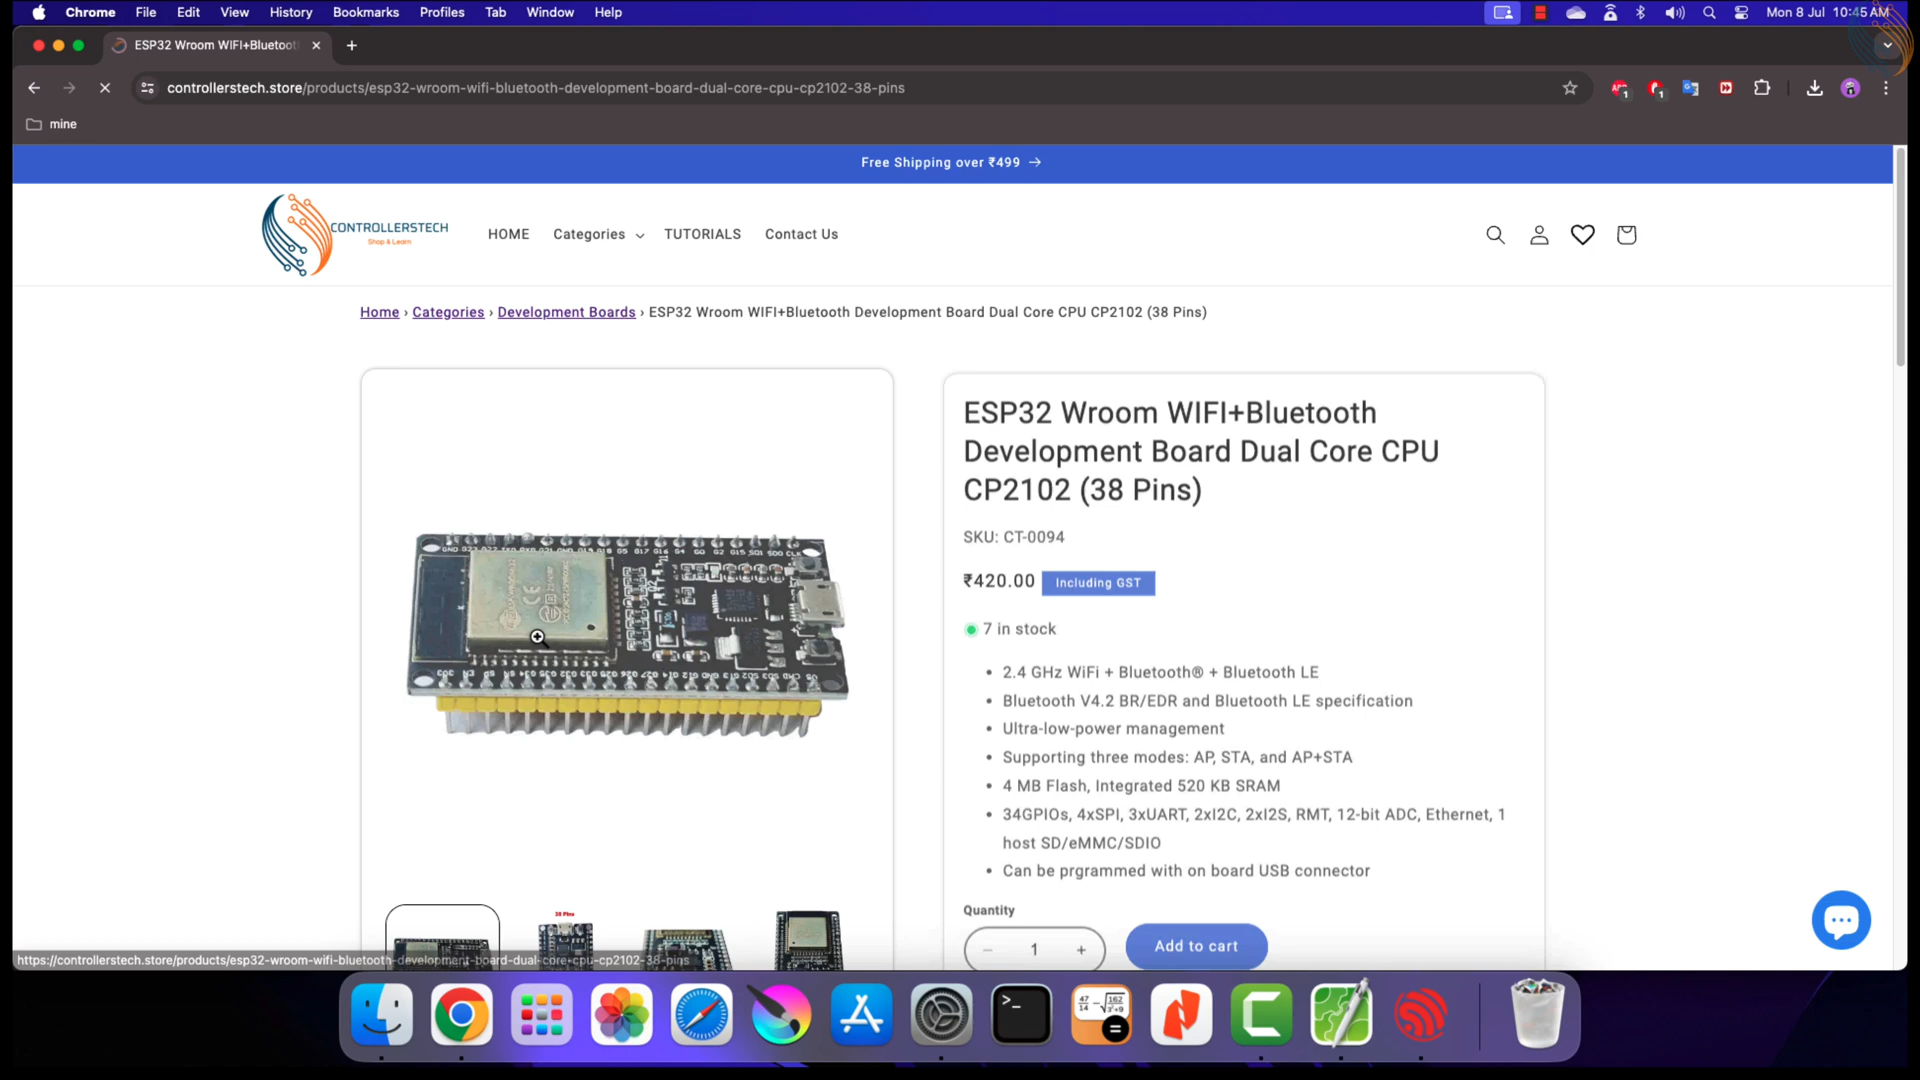 Chrome File Edit View History Bookmarks Profiles Tab Window Help Mon 8 Jul 10:45 AM
ESP32 Wroom WIFI+Bluetoot
controllerstech.store/products/esp32-wroom-wifi-bluetooth-development-board-dual-core-cpu-cp2102-38-pins
mine
Free Shipping over ₹499 →
CONTROLLERSTECH
Shop & Learn
HOME Categories TUTORIALS Contact Us
Home › Categories › Development Boards › ESP32 Wroom WIFI+Bluetooth Development Board Dual Core CPU CP2102 (38 Pins)
ESP32 Wroom WIFI+Bluetooth
Development Board Dual Core CPU
CP2102 (38 Pins)
SKU: CT-0094
₹420.00 Including GST
7 in stock
• 2.4 GHz WiFi + Bluetooth® + Bluetooth LE
• Bluetooth V4.2 BR/EDR and Bluetooth LE specification
• Ultra-low-power management
• Supporting three modes: AP, STA, and AP+STA
• 4 MB Flash, Integrated 520 KB SRAM
• 34GPIOs, 4xSPI, 3xUART, 2xI2C, 2xI2S, RMT, 12-bit ADC, Ethernet, 1
host SD/eMMC/SDIO
• Can be prgrammed with on board USB connector
Quantity
− 1 + Add to cart
38 Pins
https://controllerstech.store/products/esp32-wroom-wifi-bluetooth-development-board-dual-core-cpu-cp2102-38-pins